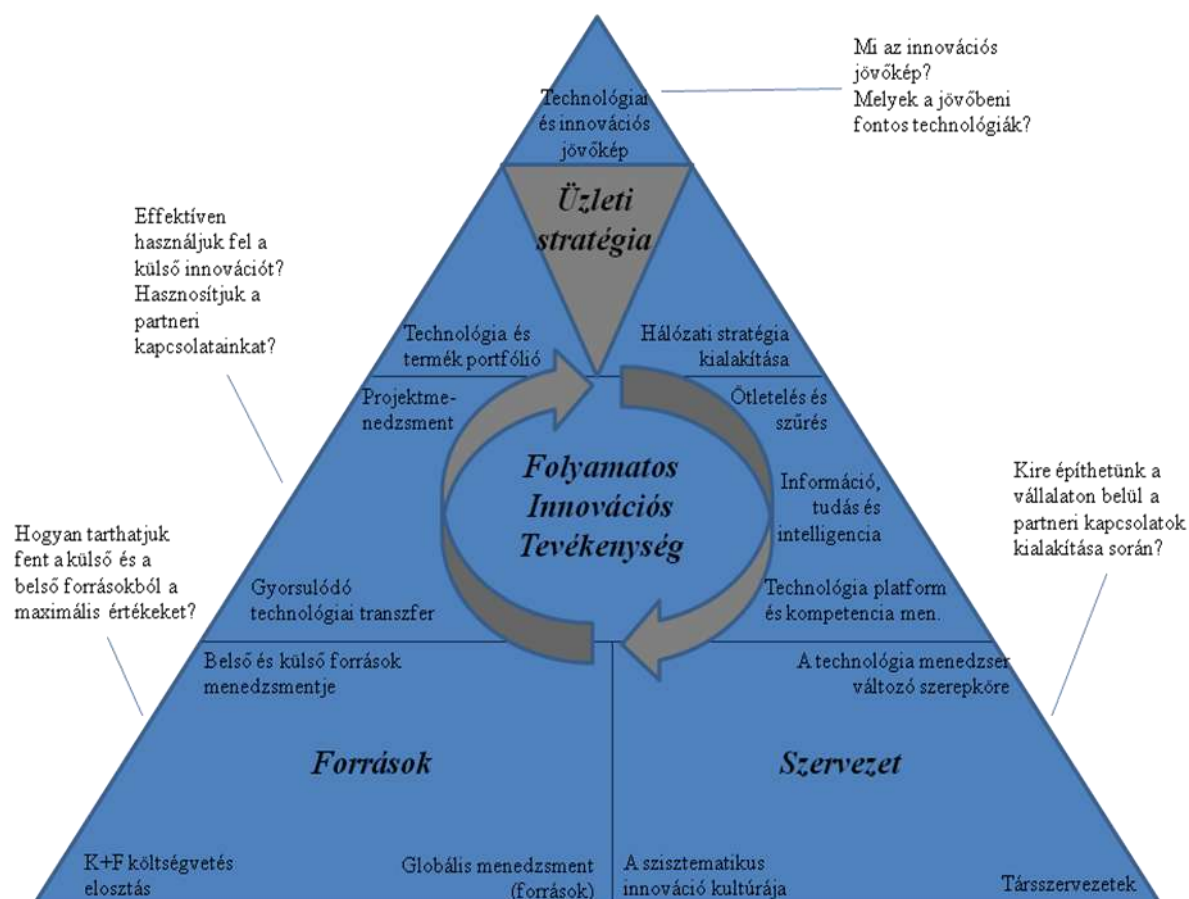 Mi az innovációs
jövőkép?
Melyek a jövőbeni
fontos technológiák?
Technológiai
és innovációs
jövőkép
Üzleti
stratégia
Effektíven
használjuk fel a
külső innovációt?
Hasznosítjuk a
partneri
kapcsolatainkat?
Technológia és
termék portfólió
Hálózati stratégia
kialakítása
Projektme-
nedzsment
Ötletelés és
szűrés
Folyamatos
Innovációs
Tevékenység
Információ,
tudás és
intelligencia
Kire építhetünk a
vállalaton belül a
partneri kapcsolatok
kialakítása során?
Hogyan tarthatjuk
fent a külső és a
belső forrásokból a
maximális értékeket?
Gyorsulódó
technológiai transzfer
Technológia platform
és kompetencia men.
Belső és külső források
menedzsmentje
A technológia menedzser
változó szerepköre
Források
Szervezet
K+F költségvetés
elosztás
Globális menedzsment
(források)
A szisztematikus
innováció kultúrája
Társszervezetek